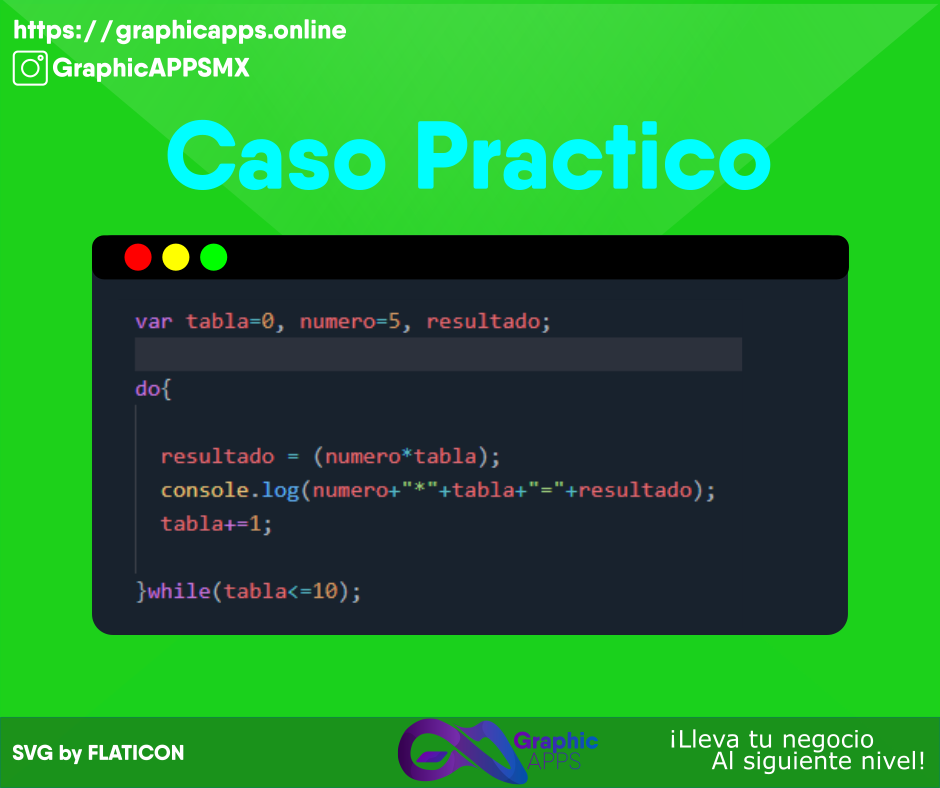 https://graphicapps.online
GraphicAPPSMX
Caso Practico
var tabla=0, numero=5, resultado;
do{
resultado = (numero*tabla);
console.log(numero+"*"+tabla+"="+resultado);
tabla+=1;
}while(tabla<=10);
SVG by FLATICON
Graphic
APPS
¡Lleva tu negocio
Al siguiente nivel!